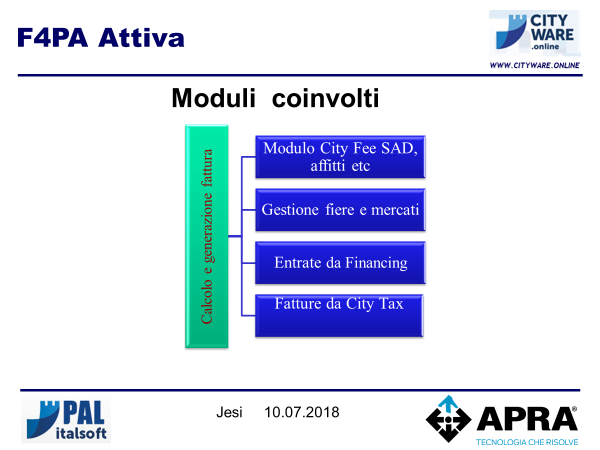 F4PA Attiva
CITY
WARE
.online
WWW.CITYWARE.ONLINE
Moduli coinvolti
Calcolo e generazione fattura
Modulo City Fee SAD,
affitti etc
Gestione fiere e mercati
Entrate da Financing
Fatture da City Tax
PAL
italsoft
Jesi 10.07.2018
APRA®
TECNOLOGIA CHE RISOLVE